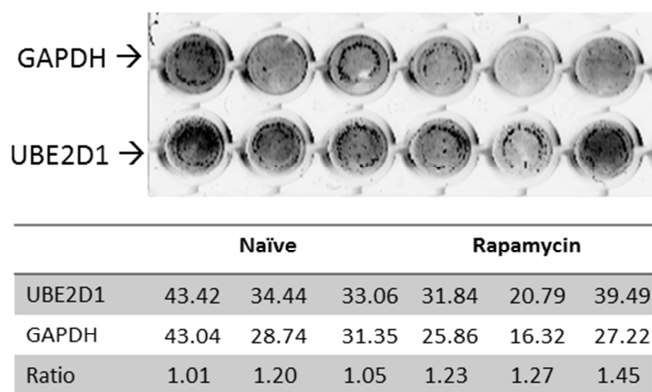 GAPDH →
UBE2D1 →
Naïve Rapamycin
UBE2D1 43.42 34.44 33.06 31.84 20.79 39.49
GAPDH 43.04 28.74 31.35 25.86 16.32 27.22
Ratio 1.01 1.20 1.05 1.23 1.27 1.45